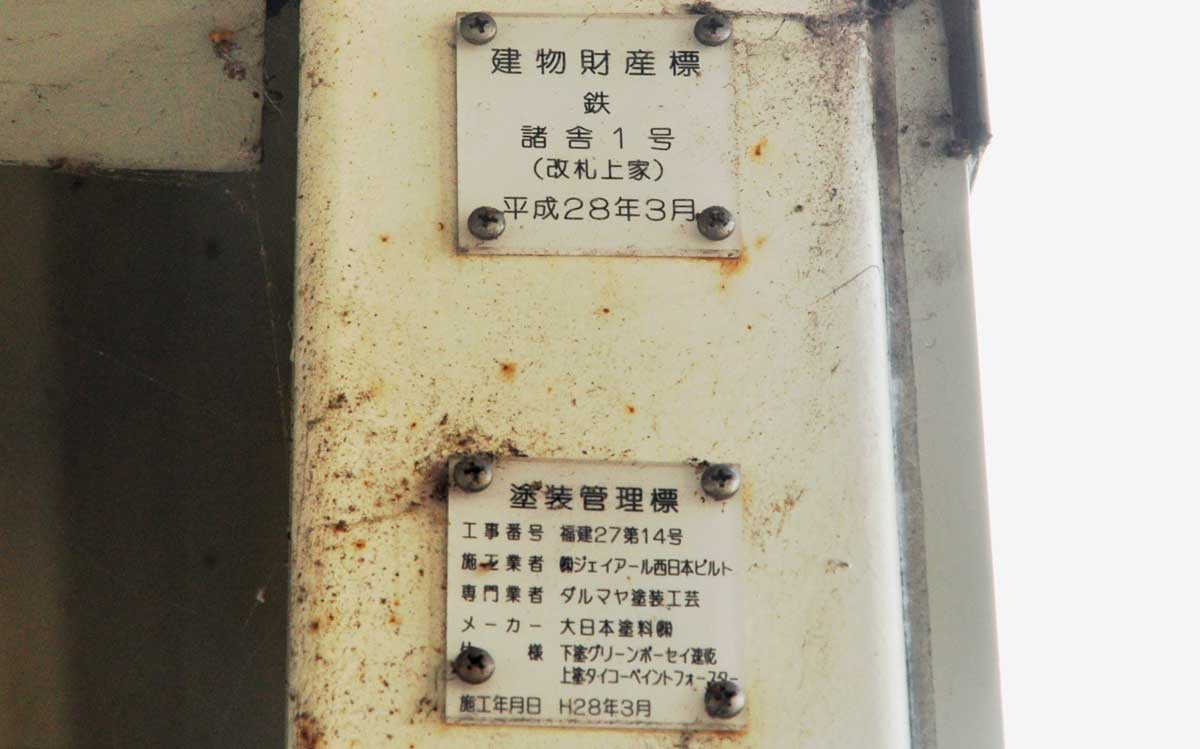 建物財産標
鉄
諸舎1号
(改札上家)
平成28年3月
塗装管理標
工事番号 福建27第14号
施工業者 ㈱ジェイアール西日本ビルト
専門業者 ダルマヤ塗装工芸
メーカー 大日本塗料㈱
仕様 下塗グリーンボーセイ速乾
上塗タイコーペイントフォースター
施工年月日 H28年3月